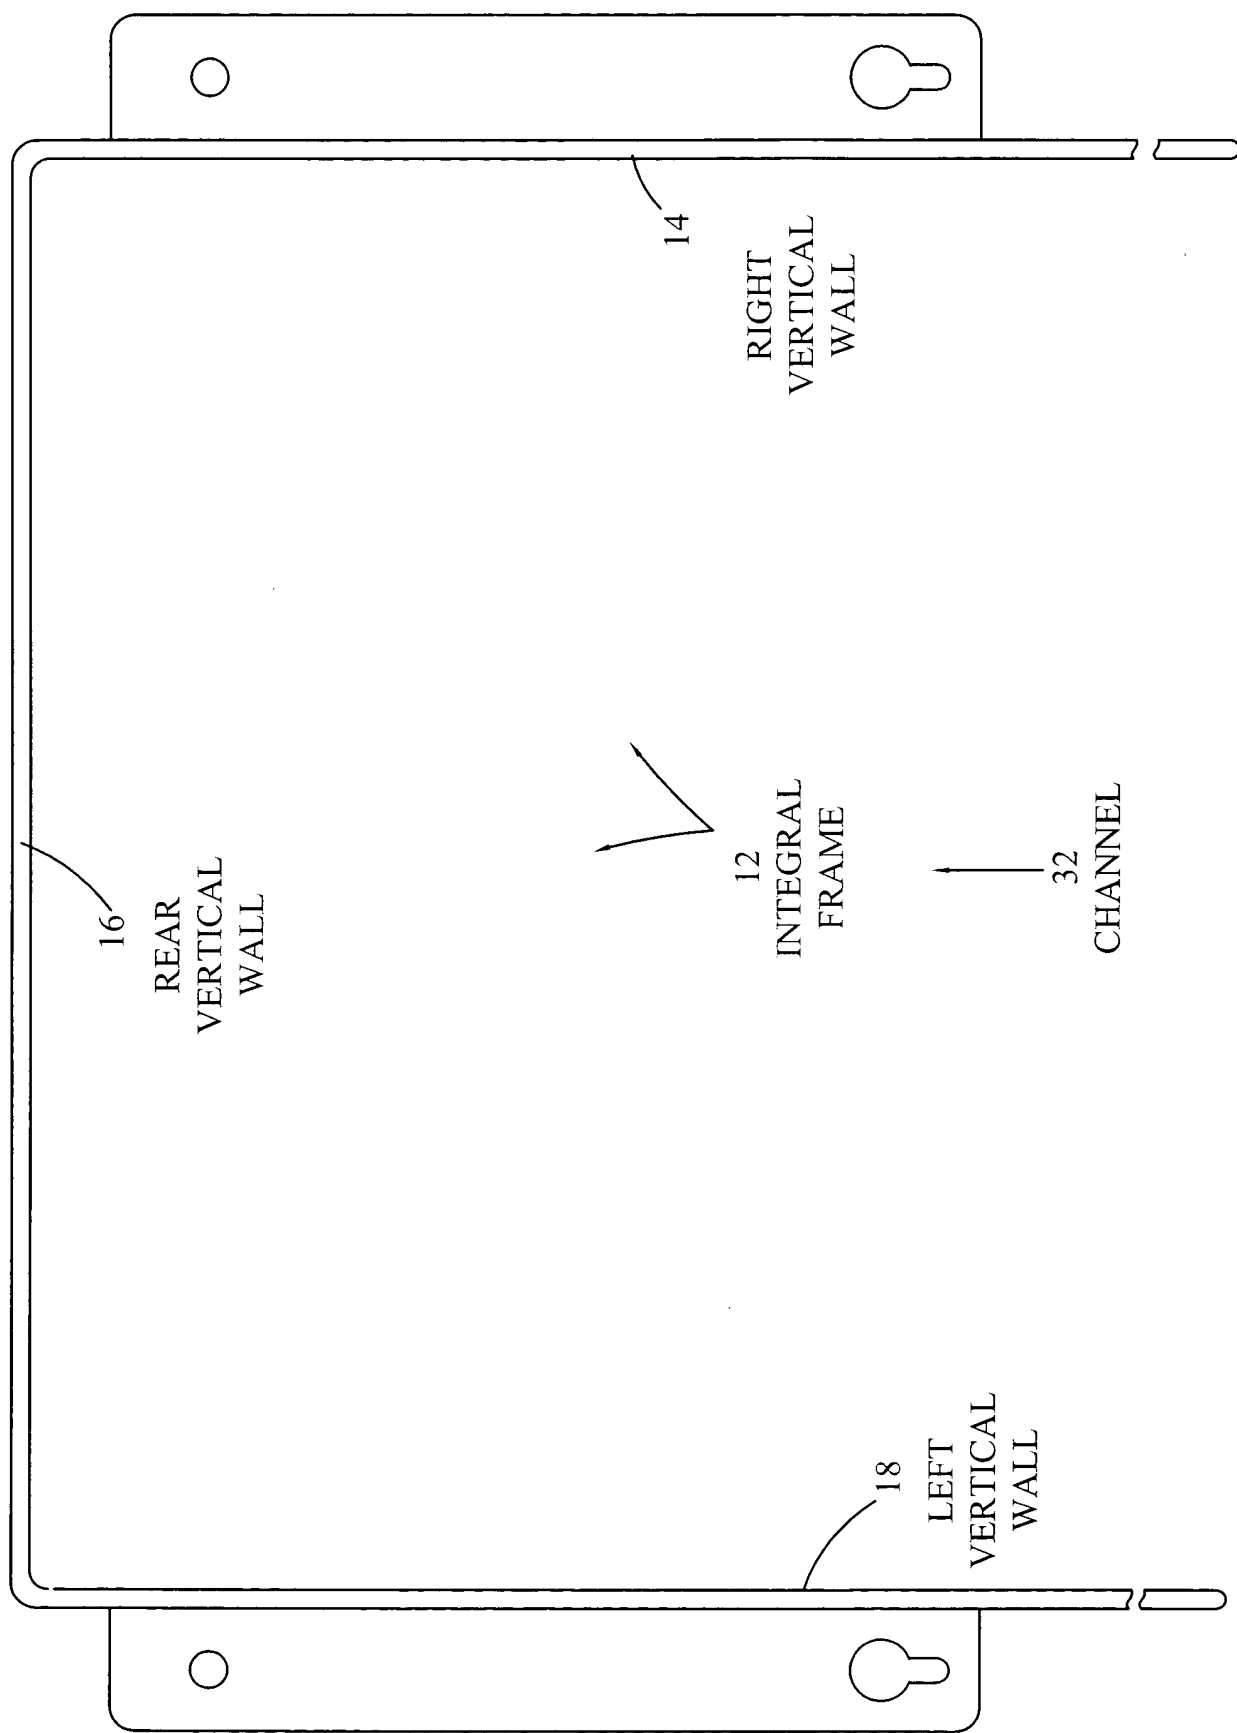 16
REAR
VERTICAL
WALL
14
RIGHT
VERTICAL
WALL
12
INTEGRAL
FRAME
32
CHANNEL
18
LEFT
VERTICAL
WALL